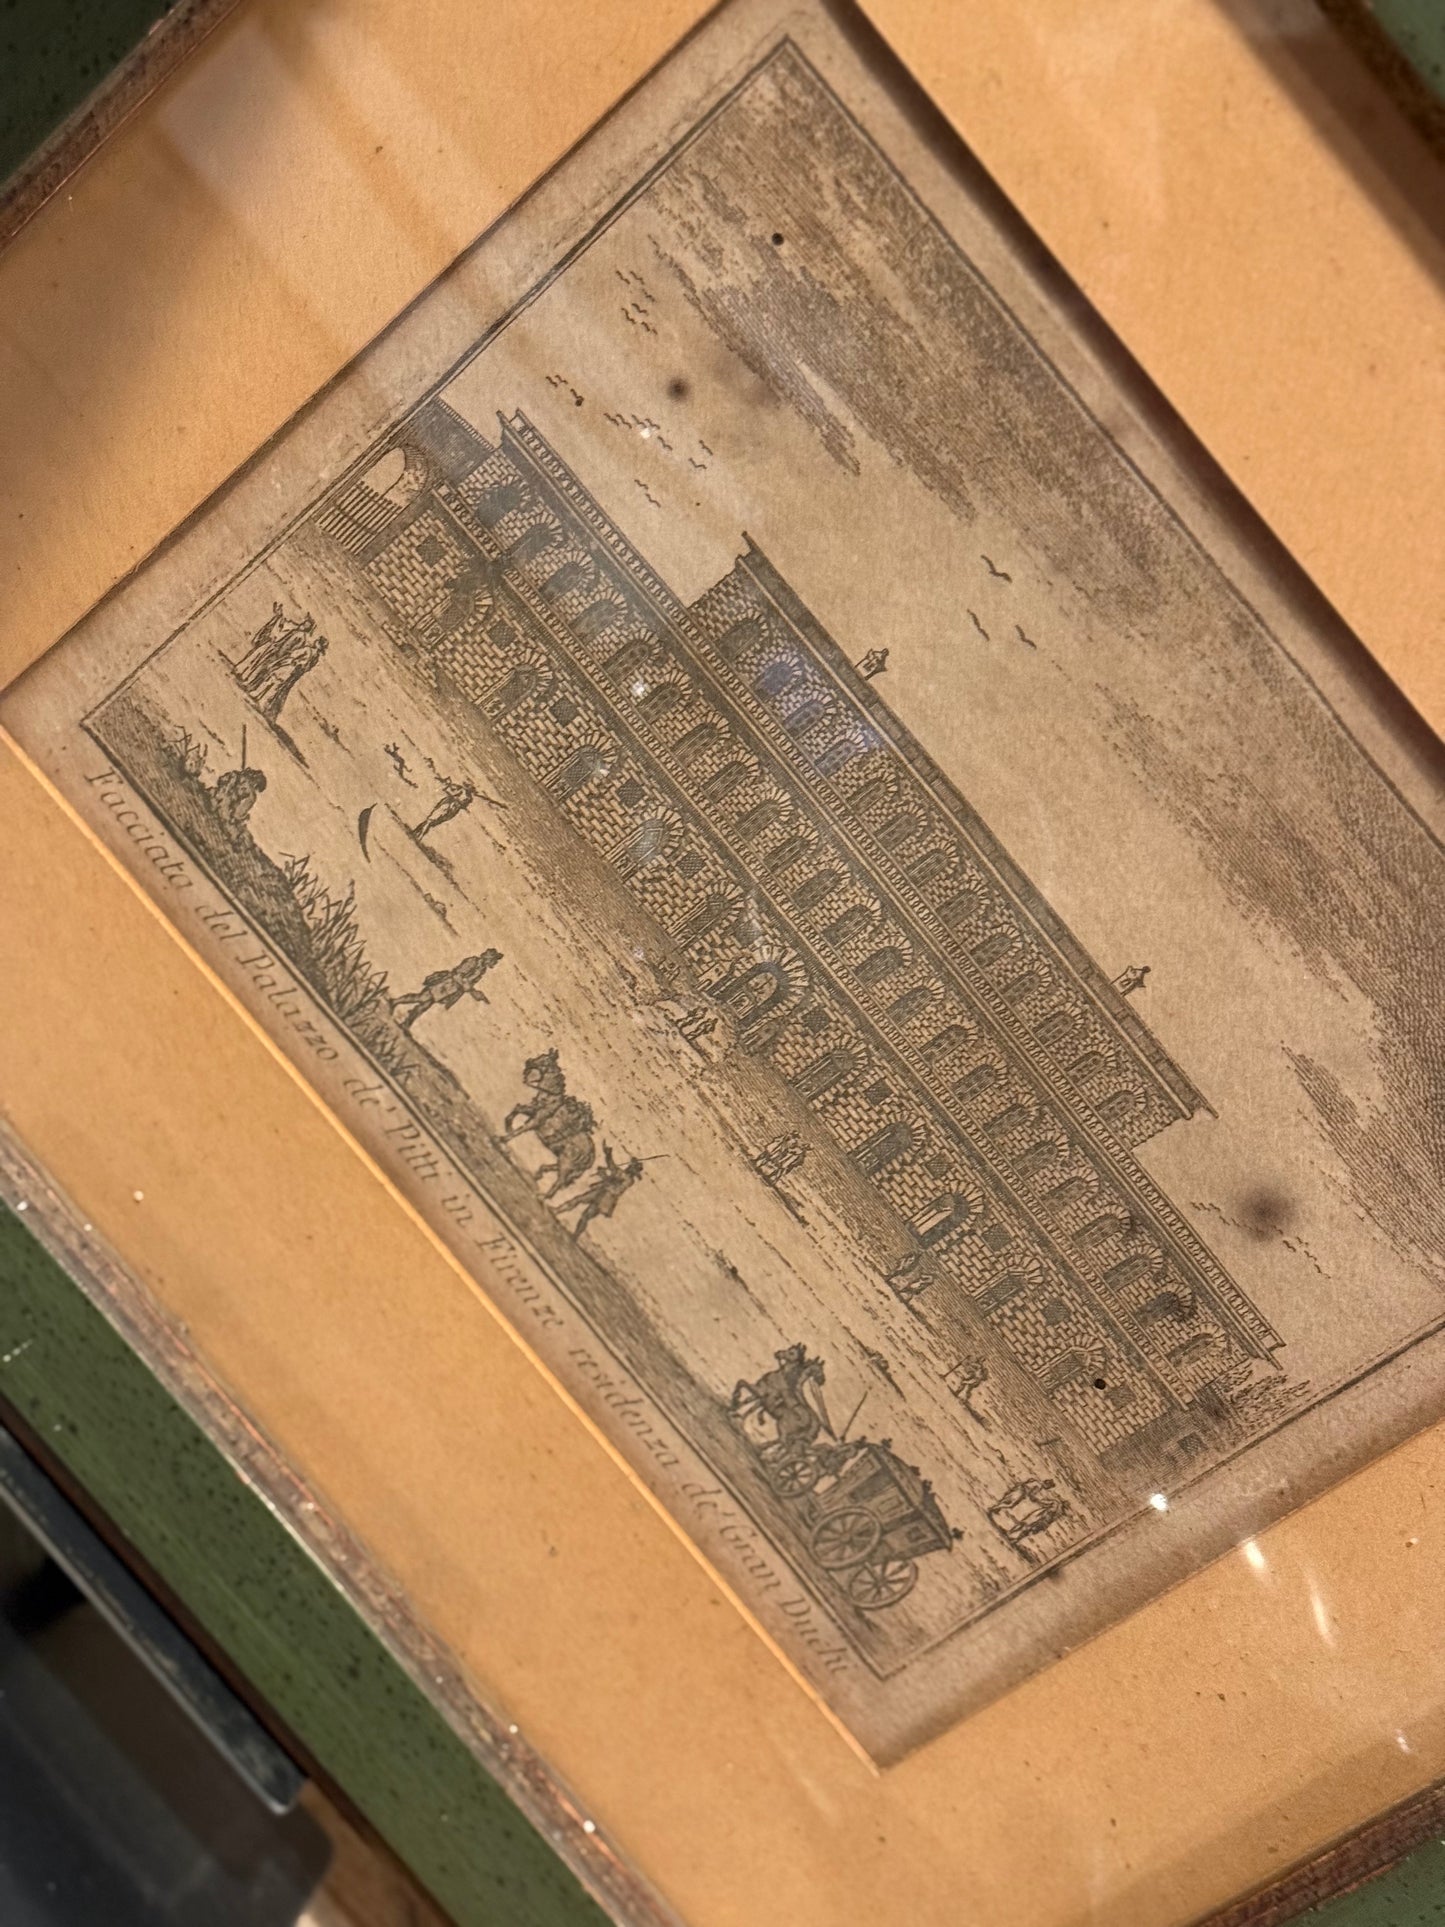 Facciata del Palazzo de' Pitti in Firenze residenza de' Gran Duchi